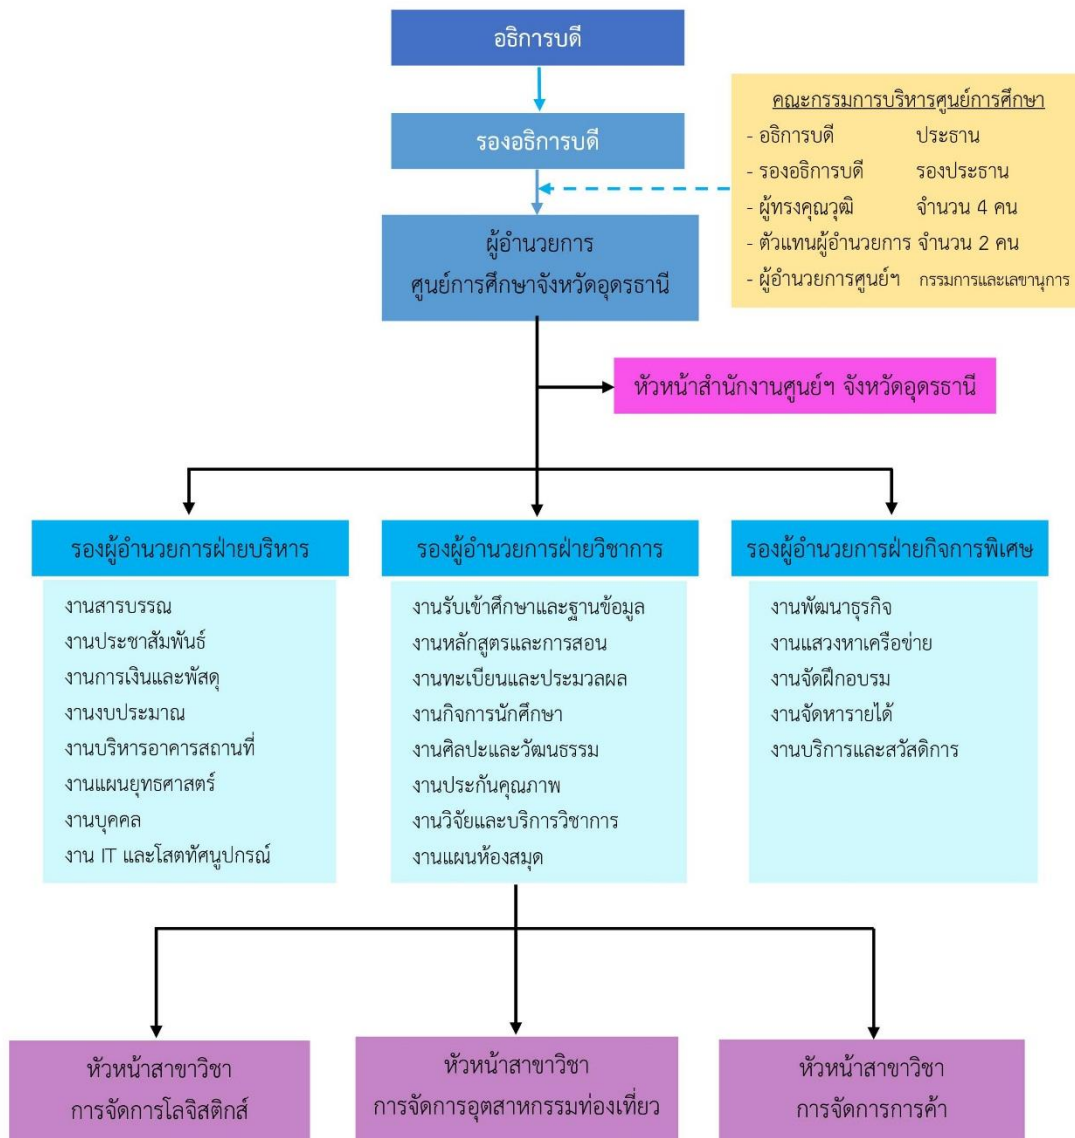 อธิการบดี
รองอธิการบดี
คณะกรรมการบริหารศูนย์การศึกษา
- อธิการบดี ประธาน
- รองอธิการบดี รองประธาน
- ผู้ทรงคุณวุฒิ จำนวน 4 คน
- ตัวแทนผู้อำนวยการ จำนวน 2 คน
- ผู้อำนวยการศูนย์ฯ กรรมการและเลขานุการ
ผู้อำนวยการ
ศูนย์การศึกษาจังหวัดอุดรธานี
หัวหน้าสำนักงานศูนย์ฯ จังหวัดอุดรธานี
รองผู้อำนวยการฝ่ายบริหาร
งานสารบรรณ
งานประชาสัมพันธ์
งานการเงินและพัสดุ
งานงบประมาณ
งานบริหารอาคารสถานที่
งานแผนยุทธศาสตร์
งานบุคคล
งาน IT และโสตทัศนูปกรณ์
รองผู้อำนวยการฝ่ายวิชาการ
งานรับเข้าศึกษาและฐานข้อมูล
งานหลักสูตรและการสอน
งานทะเบียนและประมวลผล
งานกิจการนักศึกษา
งานศิลปะและวัฒนธรรม
งานประกันคุณภาพ
งานวิจัยและบริการวิชาการ
งานแผนห้องสมุด
รองผู้อำนวยการฝ่ายกิจการพิเศษ
งานพัฒนาธุรกิจ
งานแสวงหาเครือข่าย
งานจัดฝึกอบรม
งานจัดหารายได้
งานบริการและสวัสดิการ
หัวหน้าสาขาวิชา
การจัดการโลจิสติกส์
หัวหน้าสาขาวิชา
การจัดการอุตสาหกรรมท่องเที่ยว
หัวหน้าสาขาวิชา
การจัดการการค้า